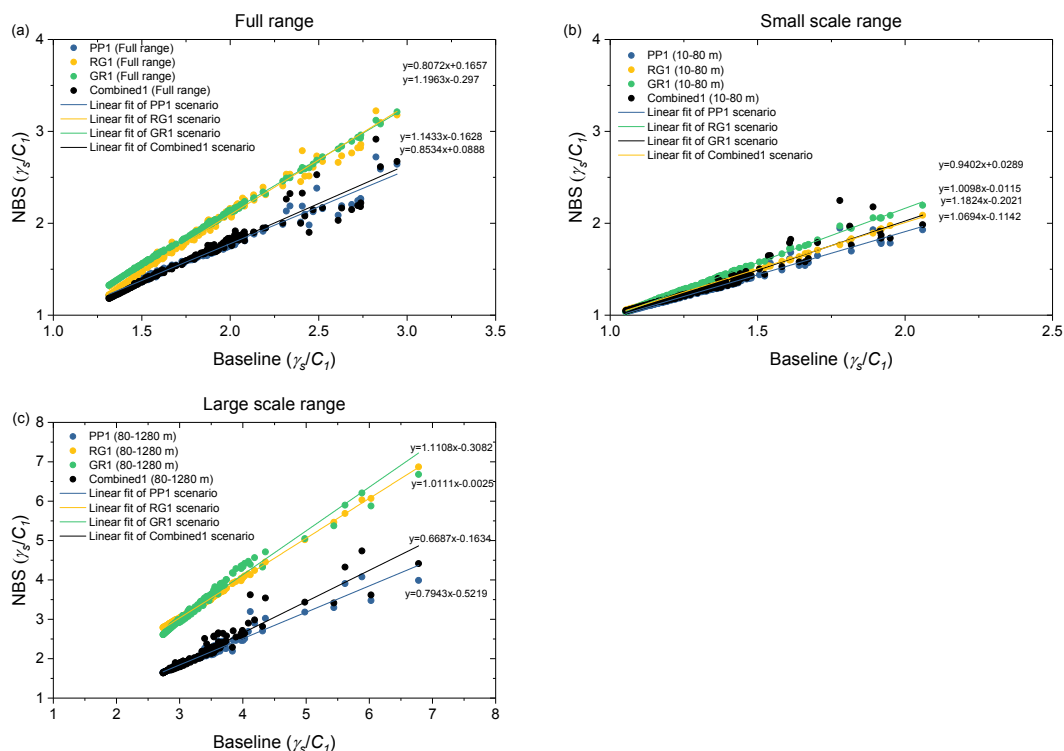 Full range
(a)
4
3
2
1
PP1 (Full range)
RG1 (Full range)
GR1 (Full range)
Combined1 (Full range)
Linear fit of PP1 scenario
Linear fit of RG1 scenario
Linear fit of GR1 scenario
Linear fit of Combined1 scenario
y=0.8072x+0.1657
y=1.1963x-0.297
y=1.1433x-0.1628
y=0.8534x+0.0888
NBS (γs/C1)
1.0 1.5 2.0 2.5 3.0 3.5
Baseline (γs/C1)
Small scale range
(b)
4
3
2
1
PP1 (10-80 m)
RG1 (10-80 m)
GR1 (10-80 m)
Combined1 (10-80 m)
Linear fit of PP1 scenario
Linear fit of RG1 scenario
Linear fit of GR1 scenario
Linear fit of Combined1 scenario
y=0.9402x+0.0289
y=1.0098x-0.0115
y=1.1824x-0.2021
y=1.0694x-0.1142
NBS (γs/C1)
1.0 1.5 2.0 2.5
Baseline (γs/C1)
Large scale range
(c)
8
7
6
5
4
3
2
1
PP1 (80-1280 m)
RG1 (80-1280 m)
GR1 (80-1280 m)
Combined1 (80-1280 m)
Linear fit of PP1 scenario
Linear fit of RG1 scenario
Linear fit of GR1 scenario
Linear fit of Combined1 scenario
y=1.1108x-0.3082
y=1.0111x-0.0025
y=0.6687x-0.1634
y=0.7943x-0.5219
NBS (γs/C1)
1 2 3 4 5 6 7 8
Baseline (γs/C1)